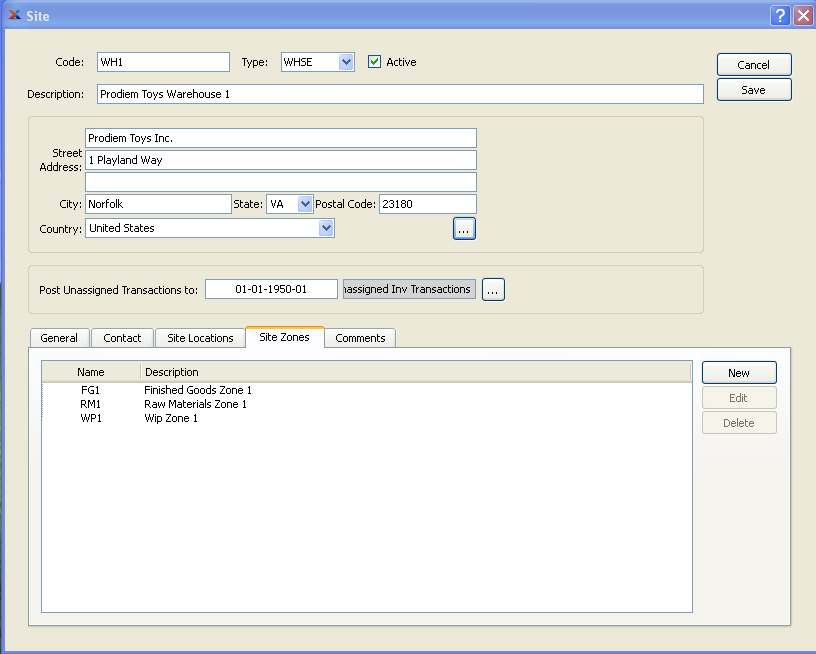 Site
?
Code: WH1 Type: WHSE Active
Cancel
Description: Prodiem Toys Warehouse 1
Save
Prodiem Toys Inc.
Street
Address: 1 Playland Way
City: Norfolk State: VA Postal Code: 23180
Country: United States ...
Post Unassigned Transactions to: 01-01-1950-01 nassigned Inv Transactions ...
General Contact Site Locations Site Zones Comments
Name Description
New
FG1 Finished Goods Zone 1
Edit
RM1 Raw Materials Zone 1
WP1 Wip Zone 1
Delete